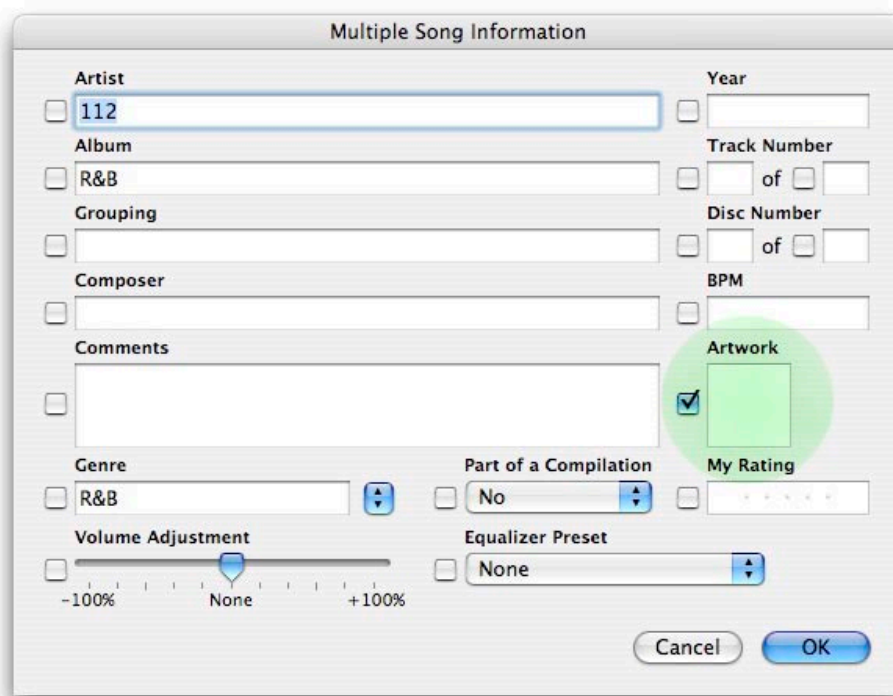 Multiple Song Information
Artist Year
112
Album Track Number
R&B of
Grouping Disc Number
of
Composer BPM
Comments Artwork
Genre Part of a Compilation My Rating
R&B No
Volume Adjustment Equalizer Preset
None
-100% None +100%
Cancel OK